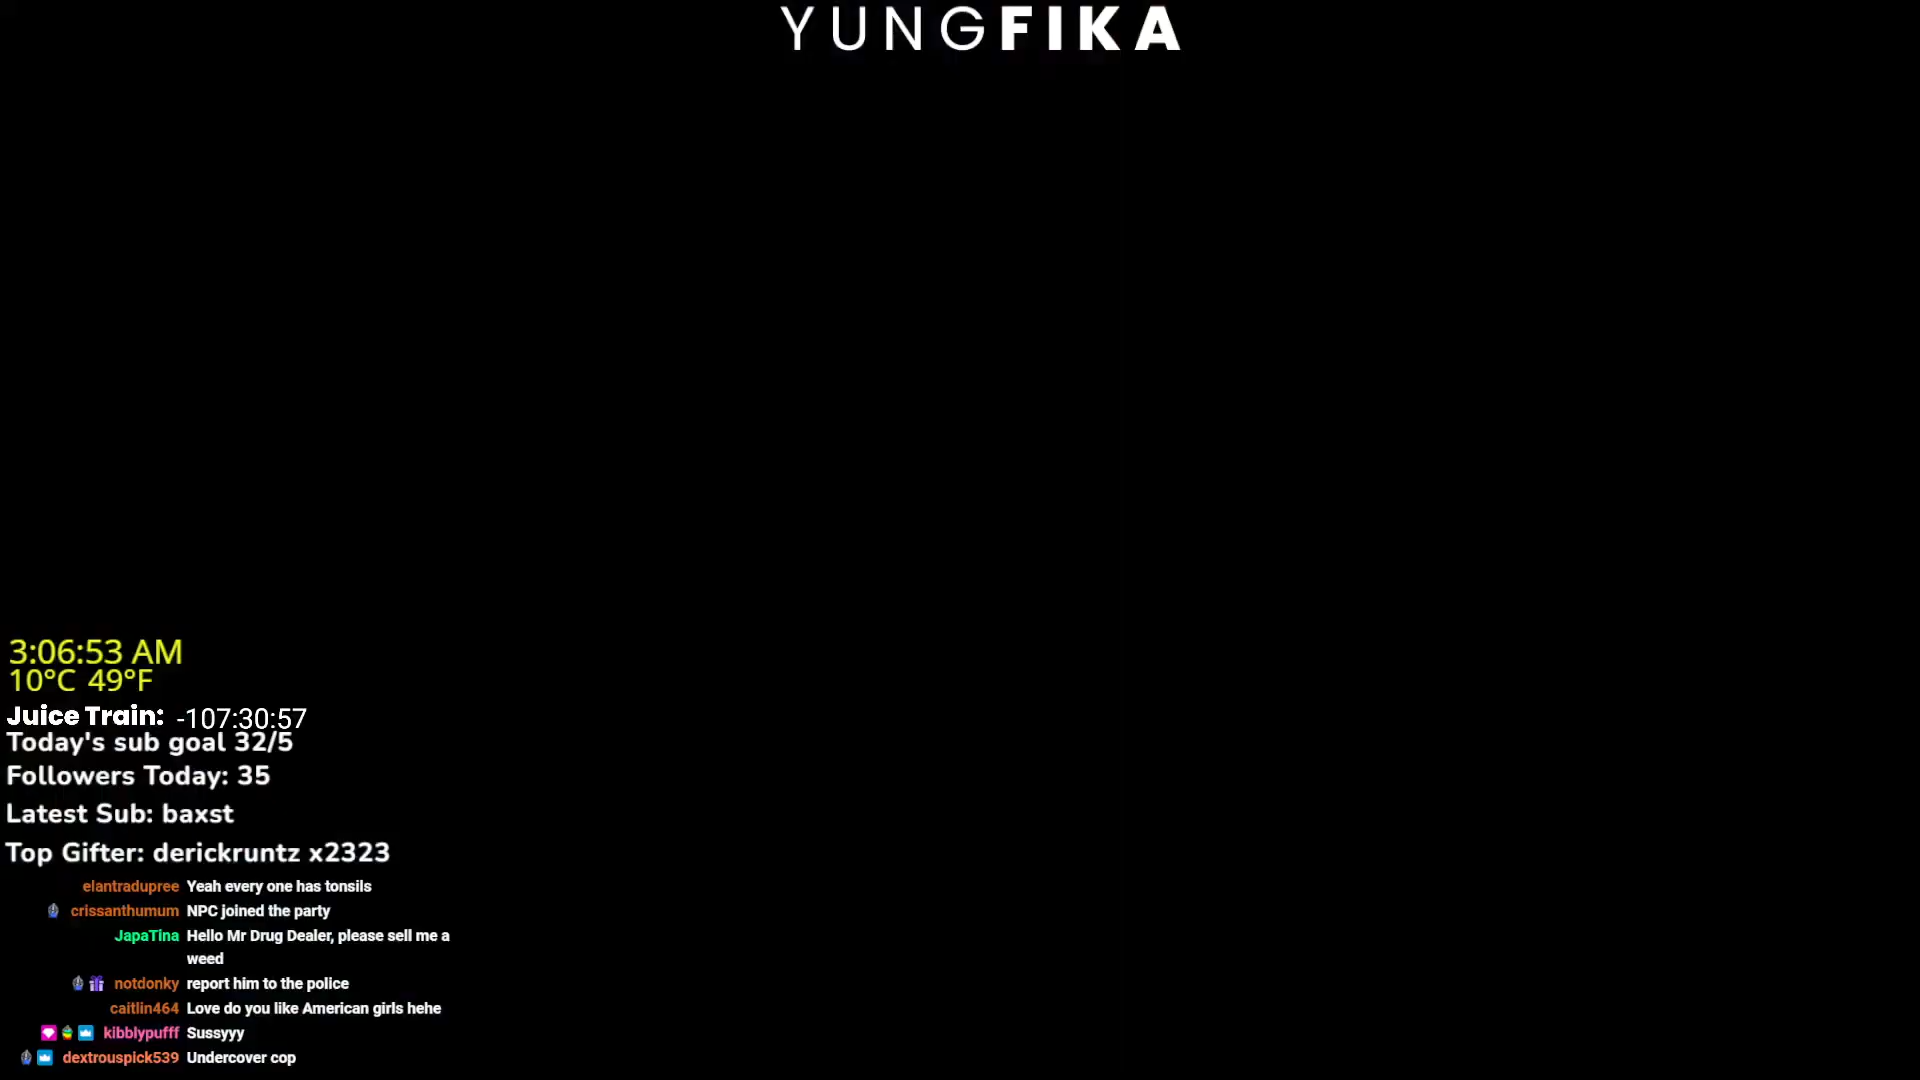 YUNGFIKA
3:06:53 AM
10°C 49°F
Juice Train: -107:30:57
Today's sub goal 32/5
Followers Today: 35
Latest Sub: baxst
Top Gifter: derickruntz x2323
elantradupree Yeah every one has tonsils
crissanthumum NPC joined the party
JapaTina Hello Mr Drug Dealer, please sell me a
weed
notdonky report him to the police
caitlin464 Love do you like American girls hehe
kibblypufff Sussyyy
dextrouspick539 Undercover cop